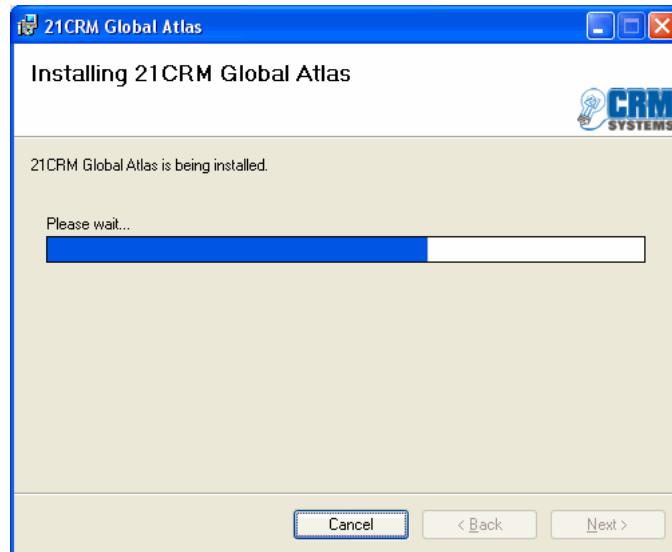 21CRM Global Atlas
Installing 21CRM Global Atlas
CRM
SYSTEMS
21CRM Global Atlas is being installed.
Please wait...
Cancel
< Back
Next >